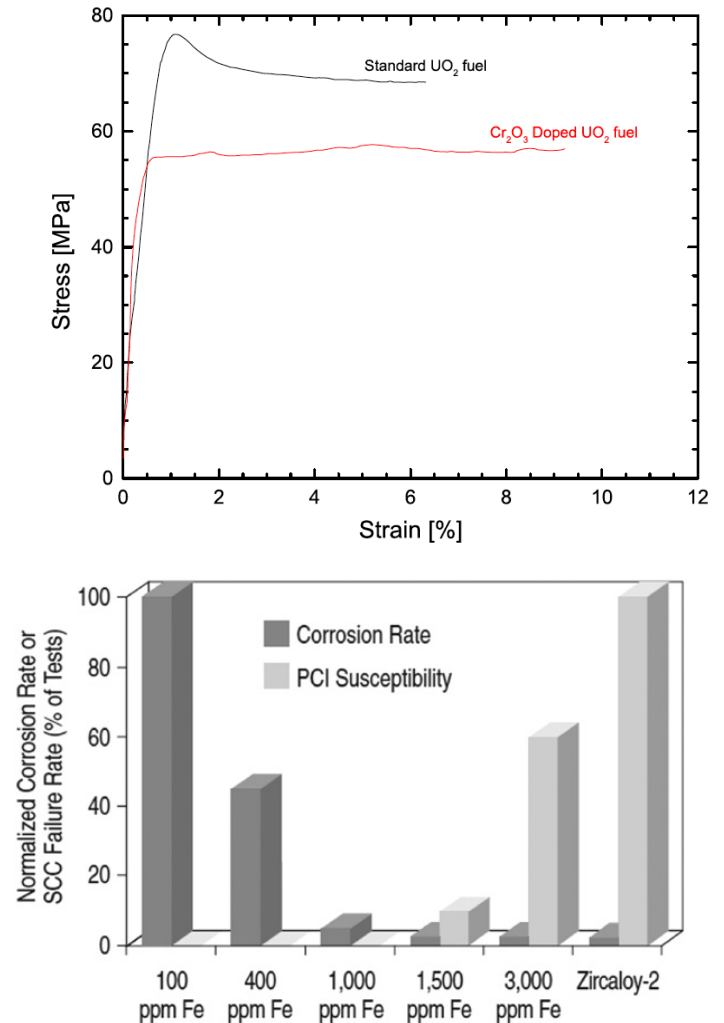 80
60
40
20
0
Stress [MPa]
Standard UO₂ fuel
Cr₂O₃ Doped UO₂ fuel
0 2 4 6 8 10 12
Strain [%]
Normalized Corrosion Rate or
SCC Failure Rate (% of Tests)
100
80
60
40
20
0
Corrosion Rate
PCI Susceptibility
100 400 1,000 1,500 3,000 Zircaloy-2
ppm Fe ppm Fe ppm Fe ppm Fe ppm Fe